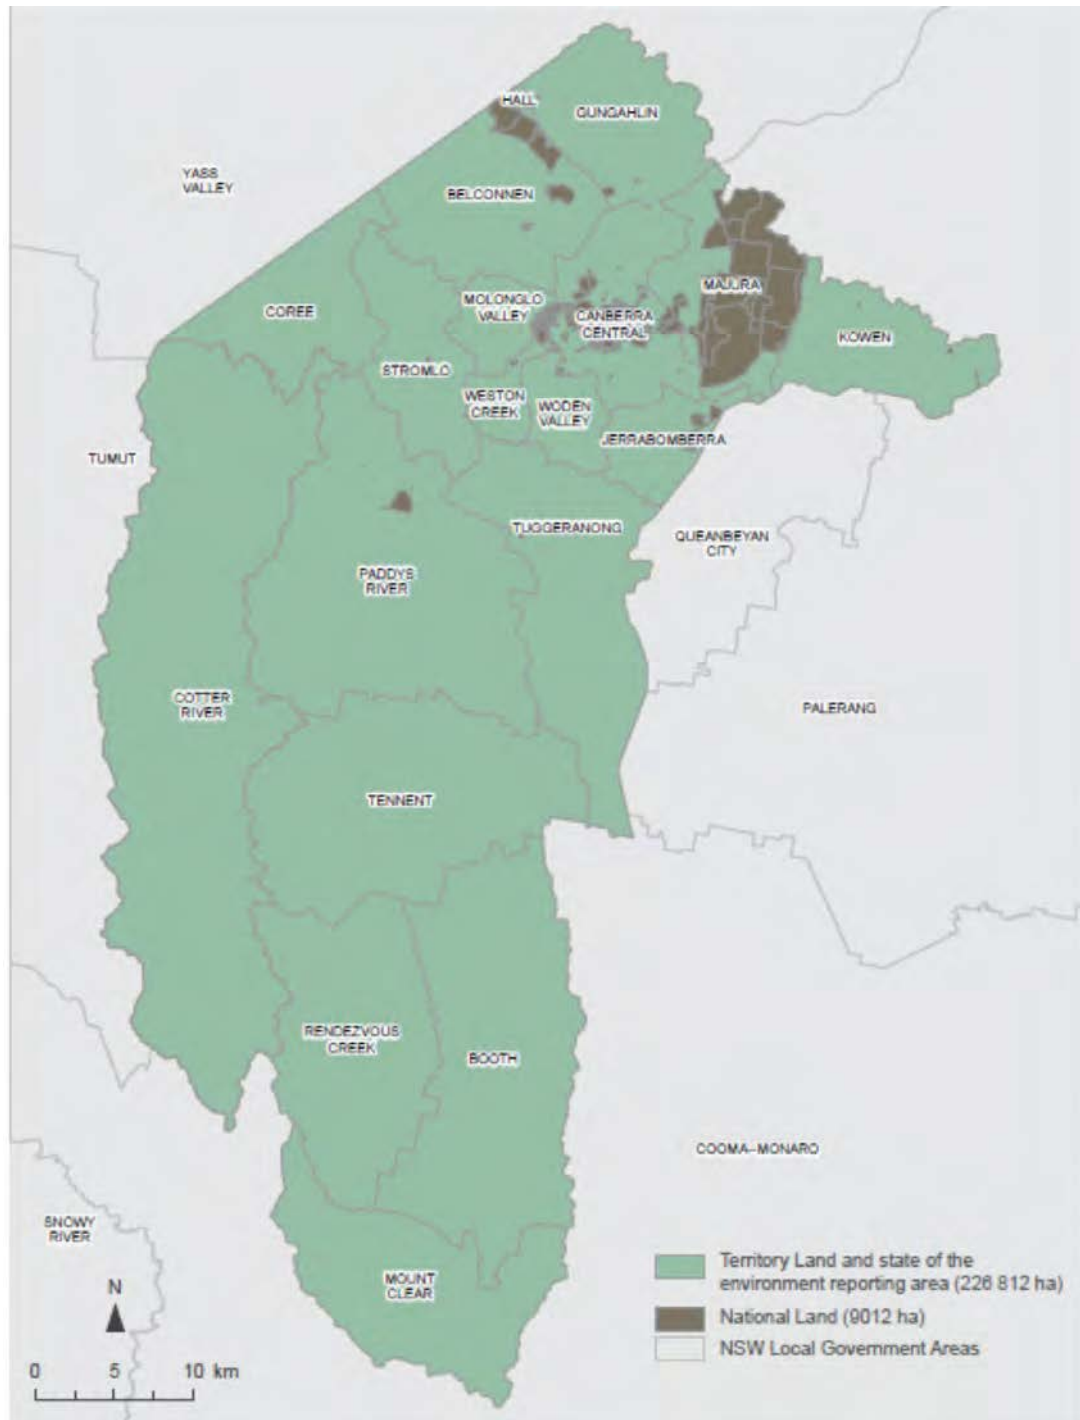 HALL
GUNGAHLIN
YASS
VALLEY
BELCONNEN
MAJURA
MOLONGLO
VALLEY
COREE
CANBERRA
CENTRAL
KOWEN
STROMLO
WESTON
CREEK
WODEN
VALLEY
JERRABOMBERRA
TUMUT
TUGGERANONG
QUEANBEYAN
CITY
PADDYS
RIVER
COTTER
RIVER
PALERANG
TENNENT
RENDEZVOUS
CREEK
BOOTH
COOMA–MONARO
SNOWY
RIVER
MOUNT
CLEAR
N
0 5 10 km
Territory Land and state of the
environment reporting area (226 812 ha)
National Land (9012 ha)
NSW Local Government Areas